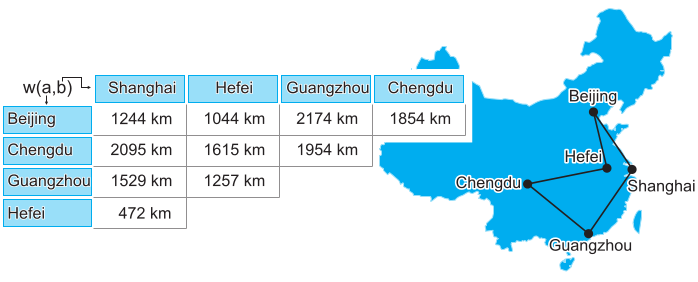 w(a,b)
Shanghai Hefei Guangzhou Chengdu
Beijing 1244 km 1044 km 2174 km 1854 km
Chengdu 2095 km 1615 km 1954 km
Guangzhou 1529 km 1257 km
Hefei 472 km
Beijing
Hefei
Chengdu
Shanghai
Guangzhou